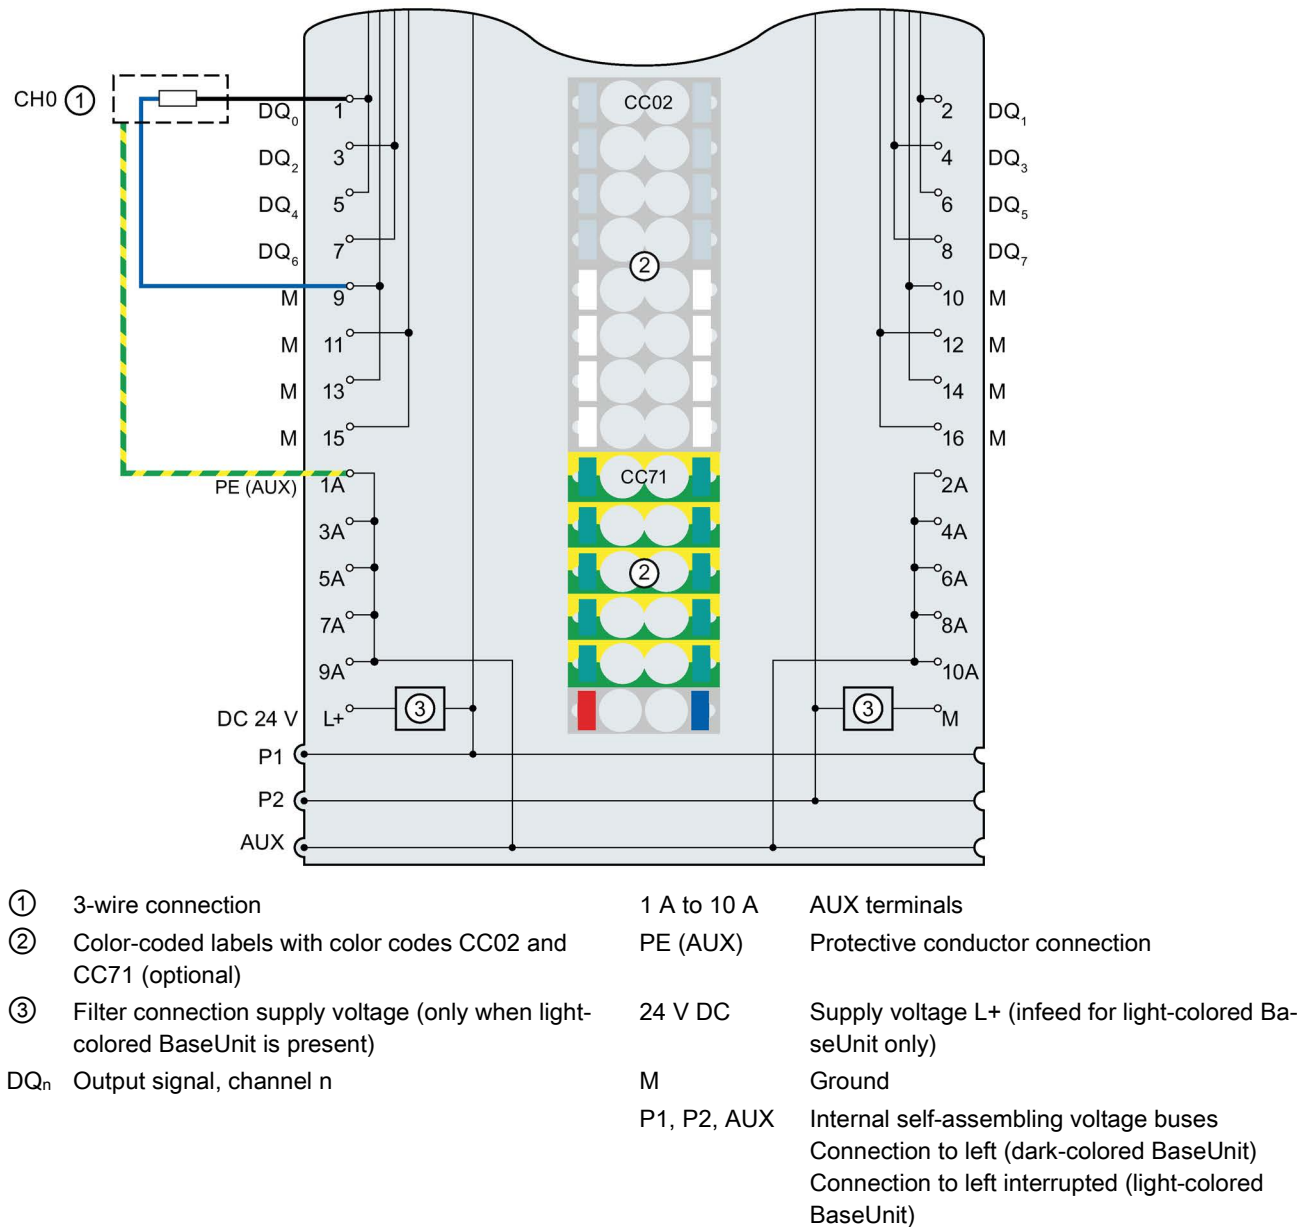 CC02
CH0 ① DQ0 1 2 DQ1
DQ2 3 4 DQ3
DQ4 5 6 DQ5
DQ6 7 8 DQ7
②
M 9 10 M
M 11 12 M
M 13 14 M
M 15 16 M
CC71
PE (AUX) 1A 2A
3A 4A
5A ② 6A
7A 8A
9A 10A
DC 24 V L+ ③ ③ M
P1
P2
AUX
① 3-wire connection
② Color-coded labels with color codes CC02 and
CC71 (optional)
③ Filter connection supply voltage (only when light-
colored BaseUnit is present)
DQn Output signal, channel n
1 A to 10 A AUX terminals
PE (AUX) Protective conductor connection
24 V DC Supply voltage L+ (infeed for light-colored Ba-
seUnit only)
M Ground
P1, P2, AUX Internal self-assembling voltage buses
Connection to left (dark-colored BaseUnit)
Connection to left interrupted (light-colored
BaseUnit)